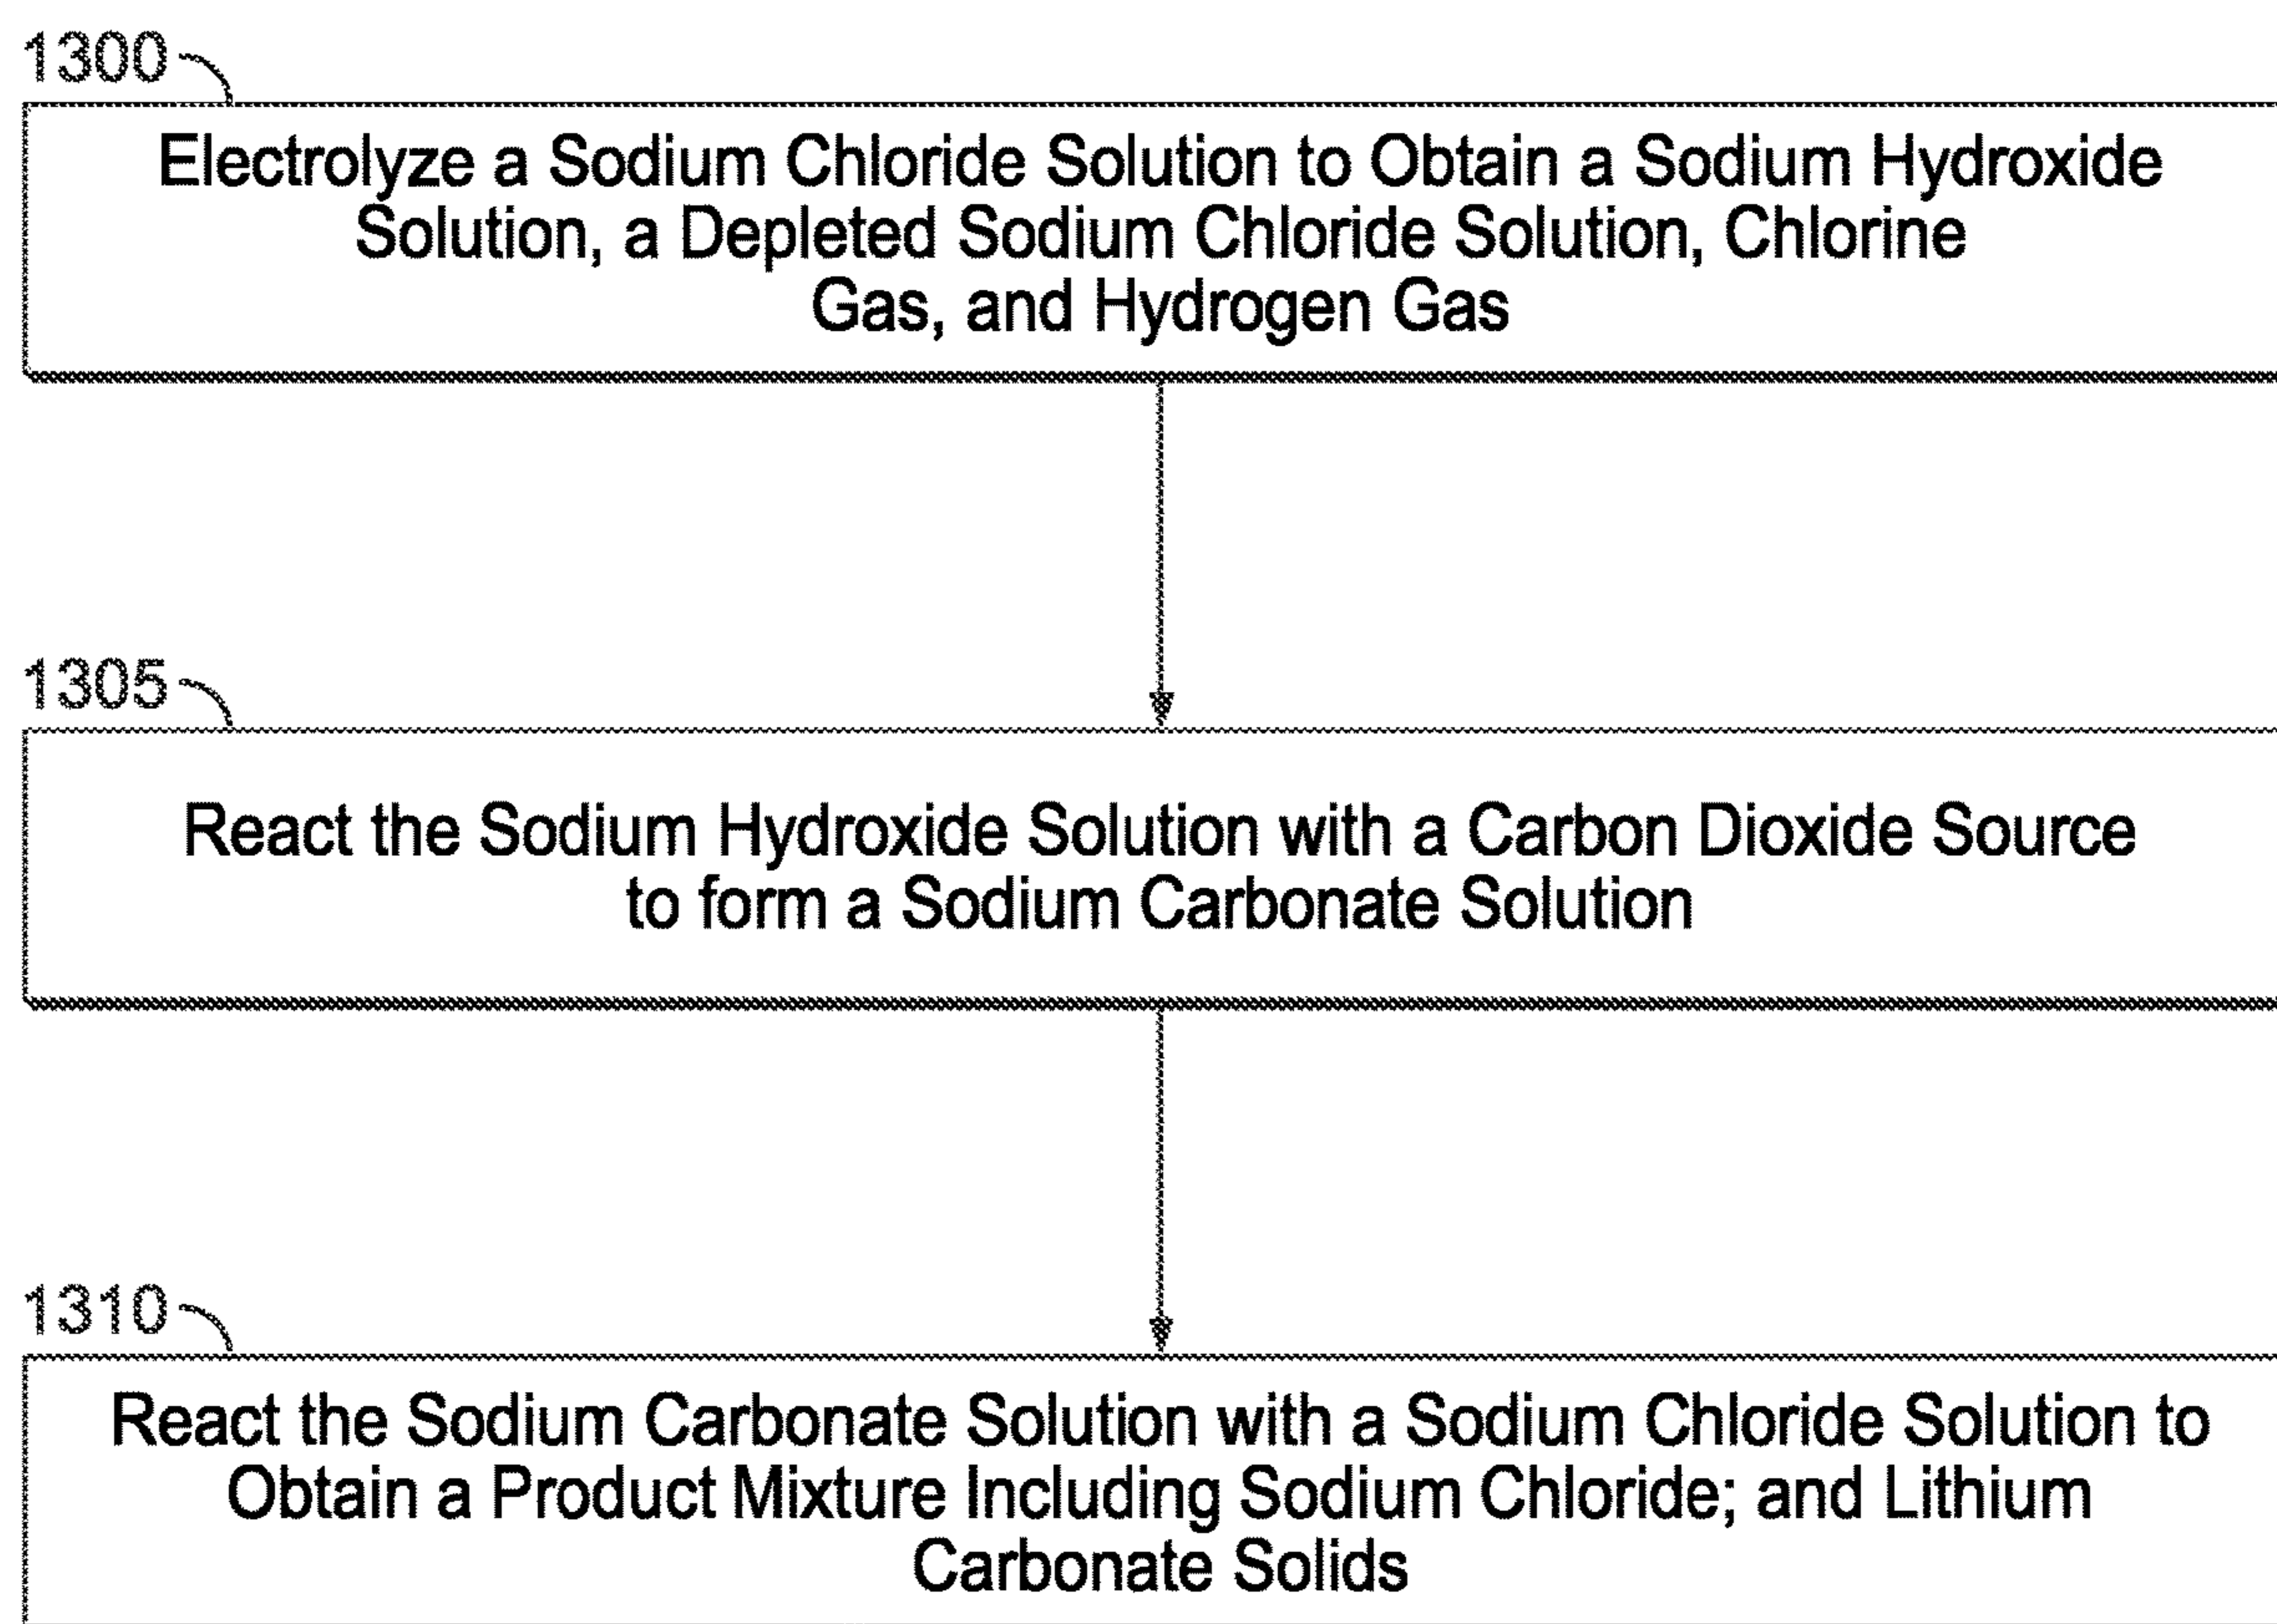 1300
Electrolyze a Sodium Chloride Solution to Obtain a Sodium Hydroxide
Solution, a Depleted Sodium Chloride Solution, Chlorine
Gas, and Hydrogen Gas
1305
React the Sodium Hydroxide Solution with a Carbon Dioxide Source
to form a Sodium Carbonate Solution
1310
React the Sodium Carbonate Solution with a Sodium Chloride Solution to
Obtain a Product Mixture Including Sodium Chloride; and Lithium
Carbonate Solids